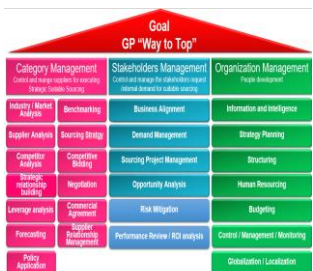 Goal
GP “Way to Top”
Category Management
Control and mange suppliers for executing
Strategic Suitable Sourcing
Stakeholders Management
Control and manage the stakeholders request
internal demand for suitable sourcing
Organization Management
People development
Industry / Market
Analysis
Benchmarking
Business Alignment
Information and Intelligence
Supplier Analysis
Sourcing Stratgy
Demand Management
Strategy Planning
Competitor
Analysis
Competitive
Bidding
Sourcing Project Management
Structuring
Strategic
relationship
building
Negotiation
Opportunity Analysis
Human Resourcing
Leverage analysis
Commercial
Agreement
Risk Mitigation
Budgeting
Forecasting
Supplier
Relationship
Management
Performance Review / ROI analysis
Control / Management / Monitoring
Policy
Application
Globalization / Localization